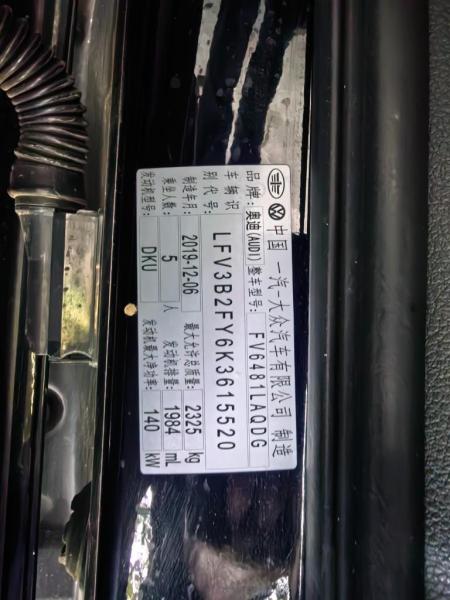 中国 一汽-大众汽车有限公司 制造
品牌: 奥迪(AUDI) 整车型号: FV6481LAQDG
车辆识别代号: LFV3B2FY6K3615520
制造年月: 2019-12-06 最大允许总质量: 2325 kg
乘坐人数: 5 人 发动机排量: 1984 mL
发动机型号: DKU 发动机最大净功率: 140 kW